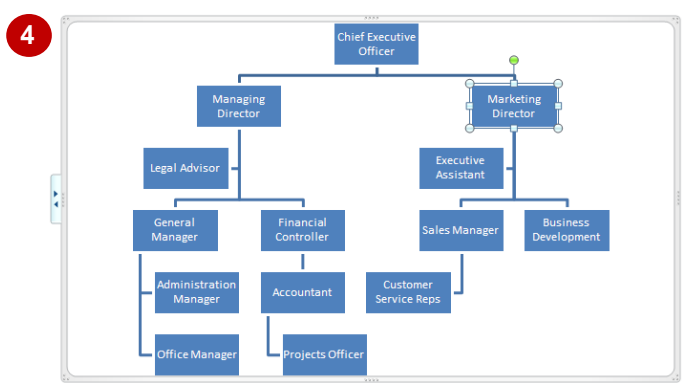 4
Chief Executive
Officer
Managing
Director
Marketing
Director
Legal Advisor
Executive
Assistant
General
Manager
Financial
Controller
Sales Manager
Business
Development
Administration
Manager
Accountant
Customer
Service Reps
Office Manager
Projects Officer